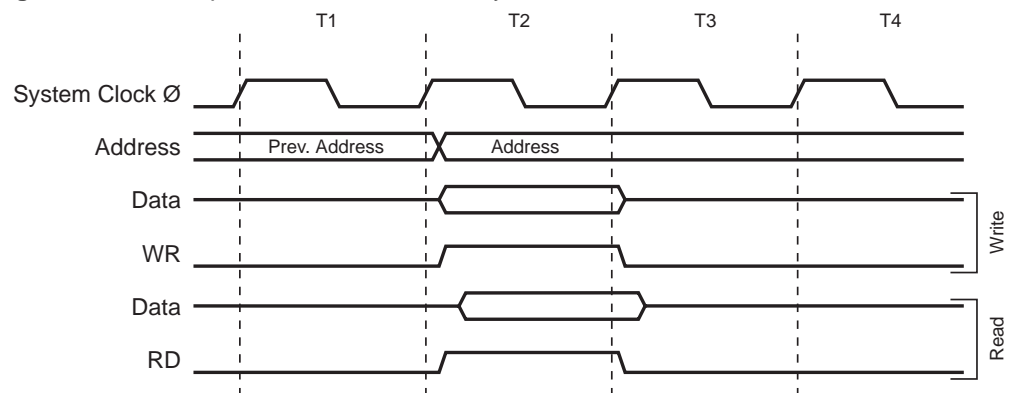 T1 T2 T3 T4
System Clock Ø
Address Prev. Address Address
Data
WR
Write
Data
RD
Read